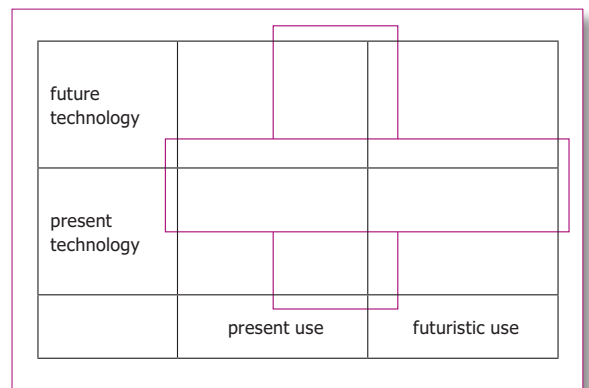 future
technology
present
technology
present use
futuristic use